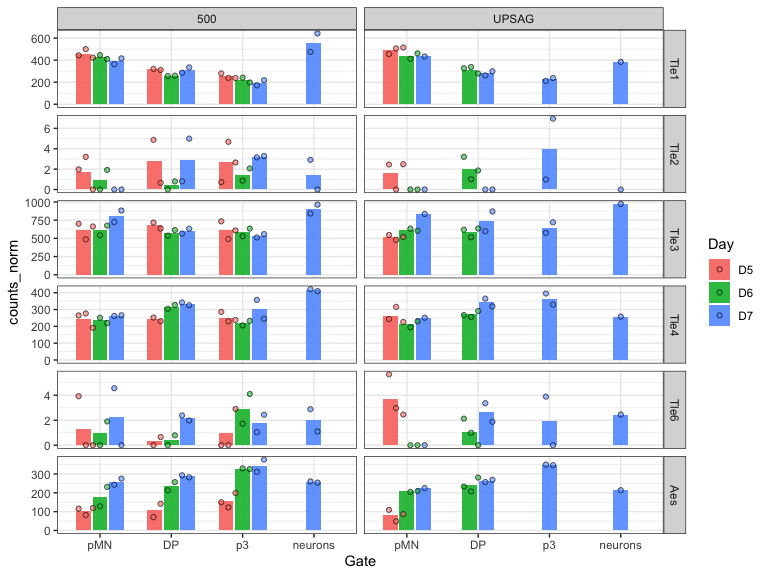 500 UPSAG
600
400
200
0
Tle1
6
4
2
0
Tle2
1000
750
500
250
0
Tle3
400
300
200
100
0
Tle4
4
2
0
Tle6
300
200
100
0
Aes
pMN DP p3 neurons pMN DP p3 neurons
Gate
counts_norm
Day
D5
D6
D7